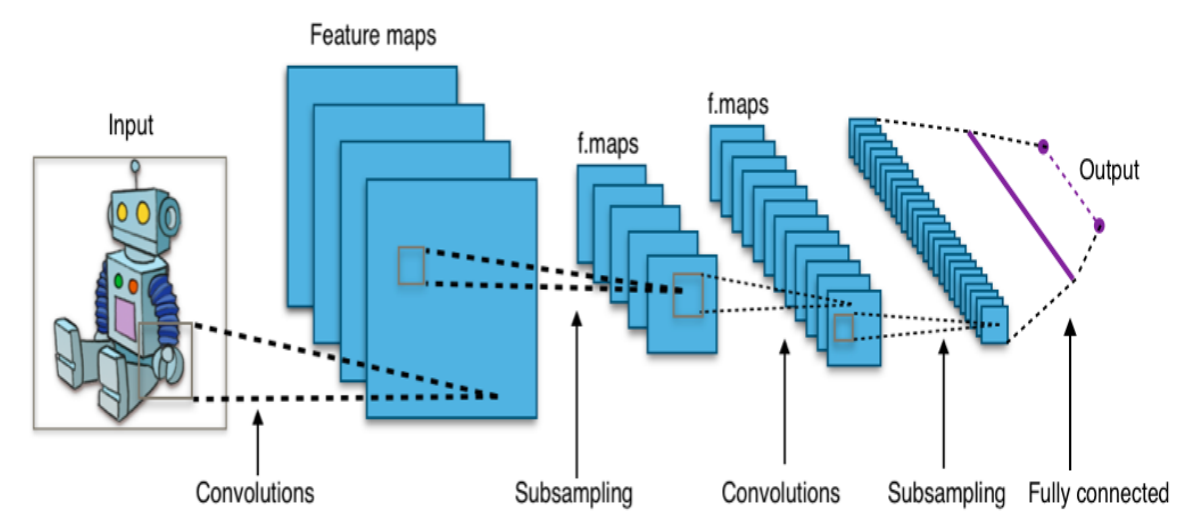 Feature maps
f.maps
Input
f.maps
Output
Convolutions
Subsampling
Convolutions
Subsampling
Fully connected